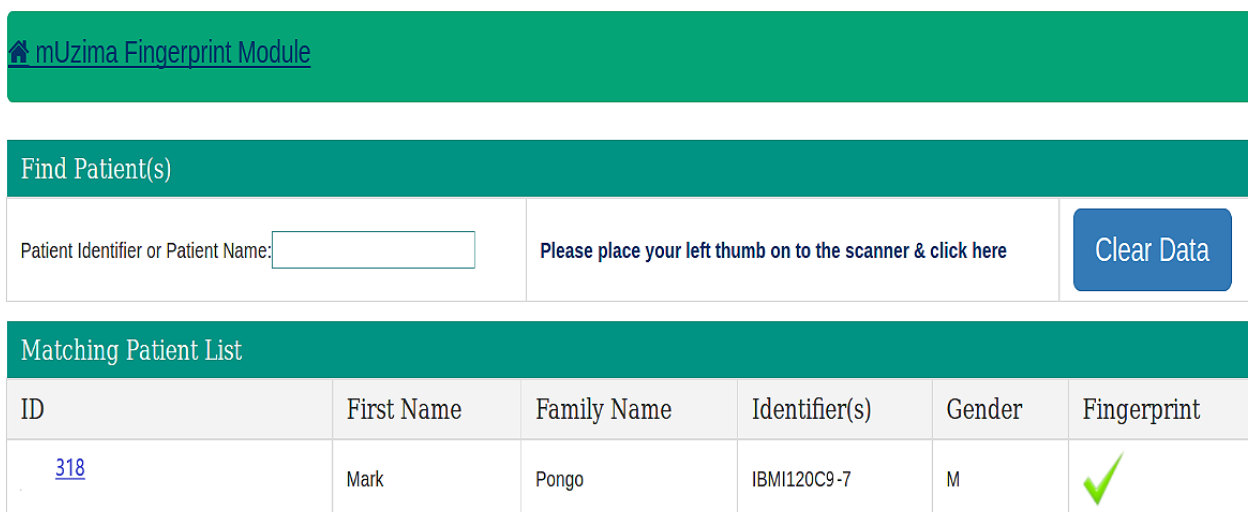 mUzima Fingerprint Module
Find Patient(s)
Patient Identifier or Patient Name:
Please place your left thumb on to the scanner & click here
Clear Data
Matching Patient List
ID First Name Family Name Identifier(s) Gender Fingerprint
318 Mark Pongo IBMI120C9-7 M